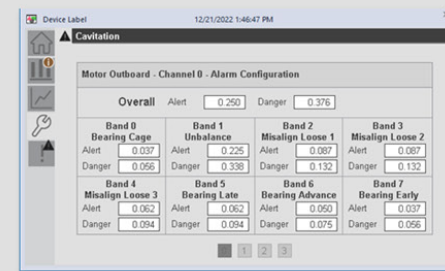 Device Label 12/21/2022 1:46:47 PM
Cavitation
Motor Outboard - Channel 0 - Alarm Configuration
Overall Alert 0.250 Danger 0.376
Band 0 Band 1 Band 2 Band 3
Bearing Cage Unbalance Misalign Loose 1 Misalign Loose 2
Alert 0.037 Alert 0.225 Alert 0.087 Alert 0.087
Danger 0.056 Danger 0.338 Danger 0.132 Danger 0.132
Band 4 Band 5 Band 6 Band 7
Misalign Loose 3 Bearing Late Bearing Advance Bearing Early
Alert 0.062 Alert 0.062 Alert 0.050 Alert 0.037
Danger 0.094 Danger 0.094 Danger 0.075 Danger 0.056
1 2 3